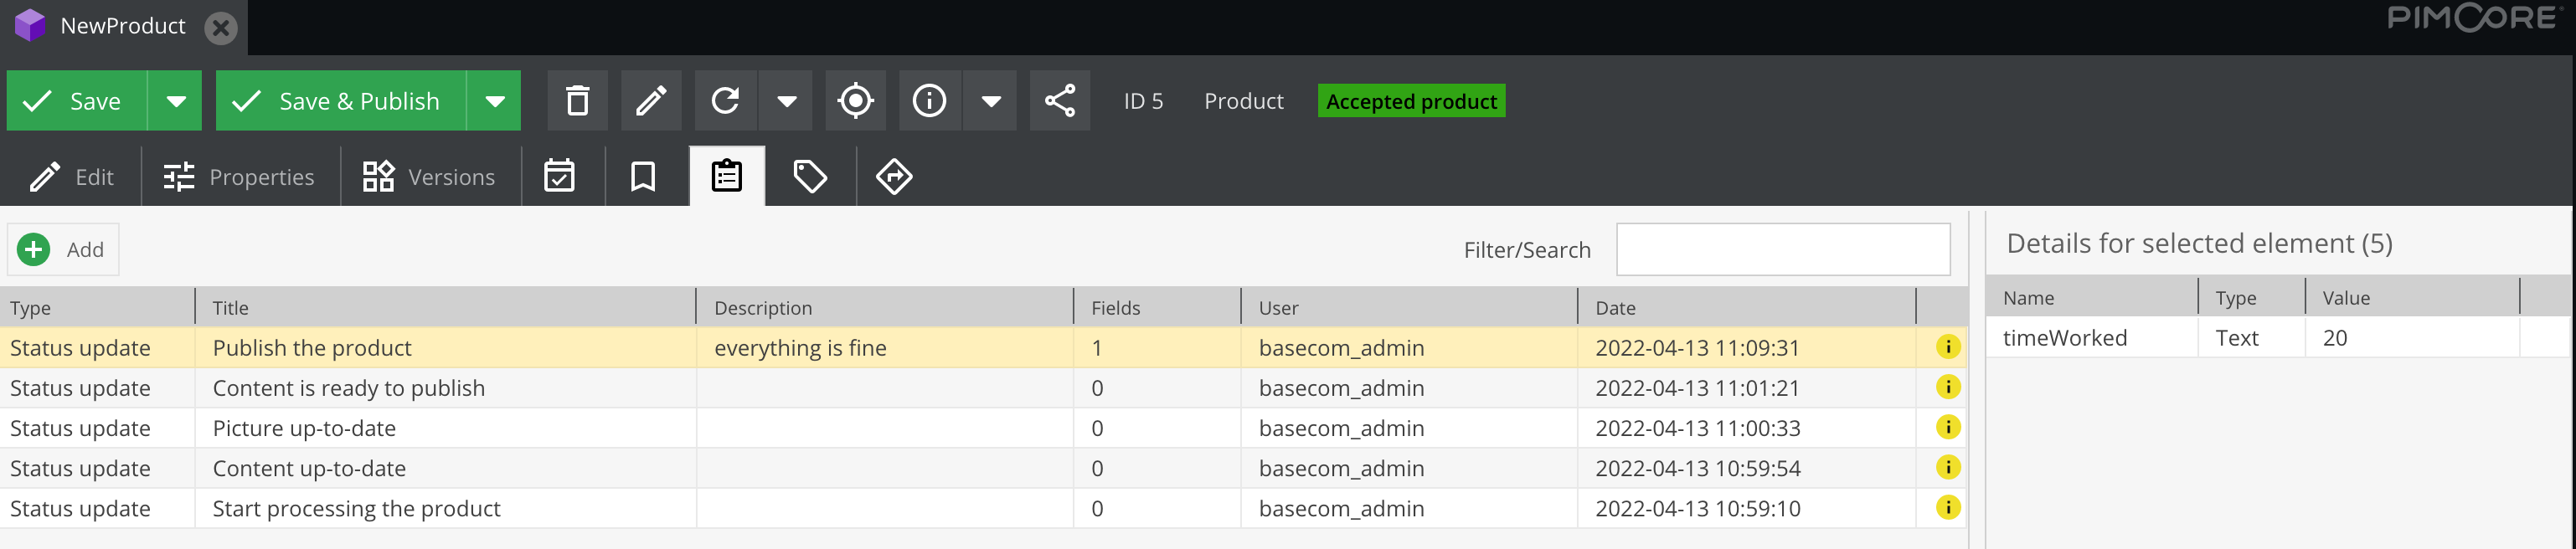 NewProduct
PIMCORE
Save
Save & Publish
ID 5
Product
Accepted product
Edit
Properties
Versions
Add
Filter/Search
Type Title Description Fields User Date
Status update Publish the product everything is fine 1 basecom_admin 2022-04-13 11:09:31
Status update Content is ready to publish 0 basecom_admin 2022-04-13 11:01:21
Status update Picture up-to-date 0 basecom_admin 2022-04-13 11:00:33
Status update Content up-to-date 0 basecom_admin 2022-04-13 10:59:54
Status update Start processing the product 0 basecom_admin 2022-04-13 10:59:10
Details for selected element (5)
Name Type Value
timeWorked Text 20